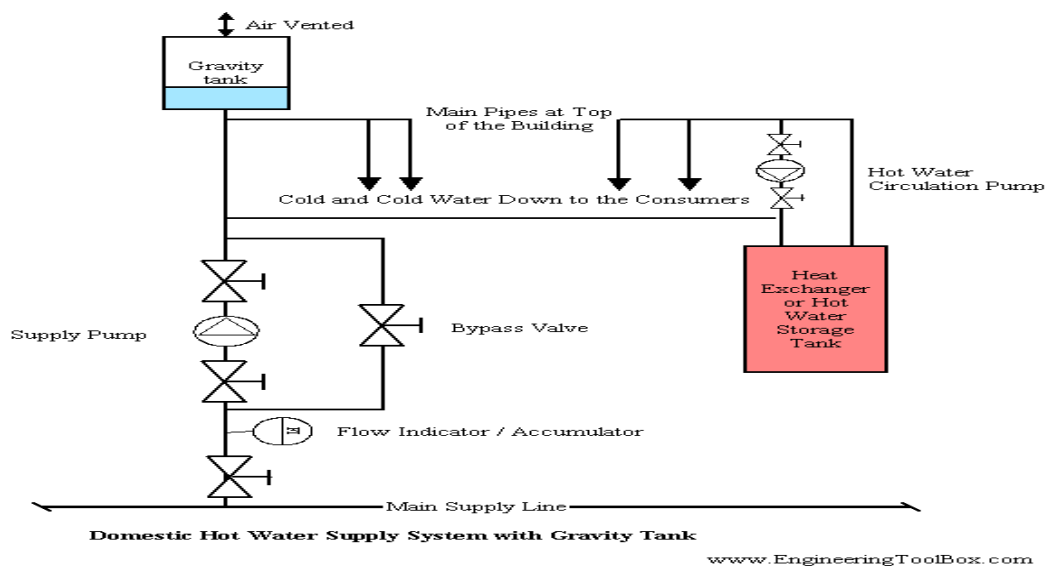 Air Vented
Gravity
tank
Main Pipes at Top
of the Building
Hot Water
Circulation Pump
Cold and Cold Water Down to the Consumers
Heat
Exchanger
or Hot
Water
Storage
Tank
Supply Pump
Bypass Valve
Flow Indicator / Accumulator
Main Supply Line
Domestic Hot Water Supply System with Gravity Tank
www.EngineeringToolBox.com